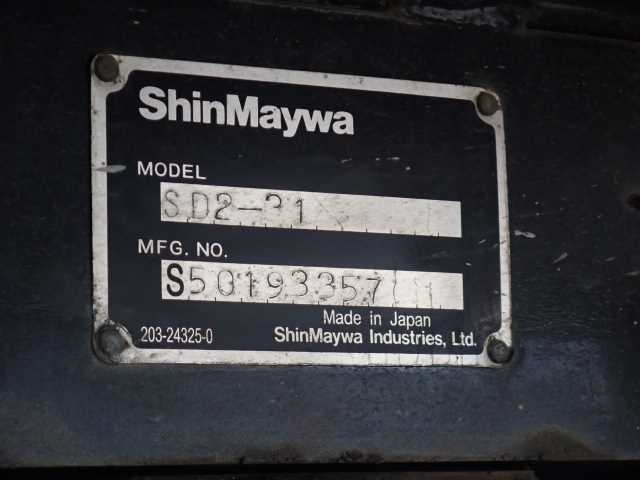 ShinMaywa
MODEL
SD2-31
MFG. NO.
S50193357
Made in Japan
203-24325-0
ShinMaywa Industries, Ltd.